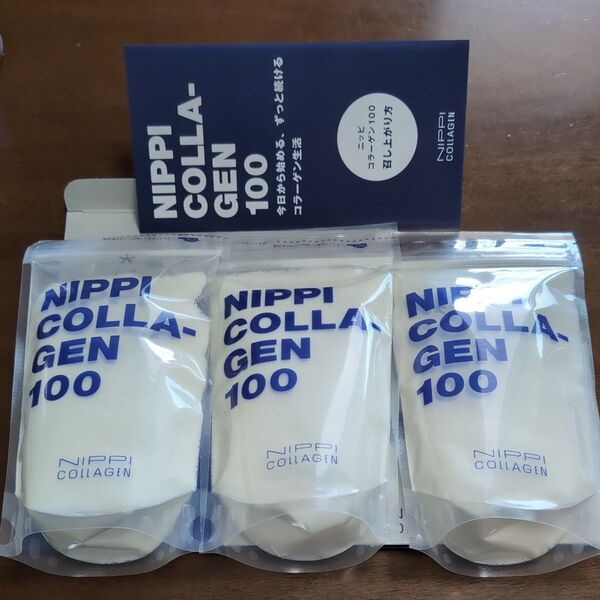 NIPPI
COLLA-
GEN
100
今日から始める、ずっと続ける
コラーゲン生活
ニッピ
コラーゲン100
召し上がり方
NIPPI
COLLAGEN
NIPPI
COLLA-
GEN
100
NIPPI
COLLAGEN
NIPPI
COLLA-
GEN
100
NIPPI
COLLAGEN
NIPPI
COLLA-
GEN
100
NIPPI
COLLAGEN